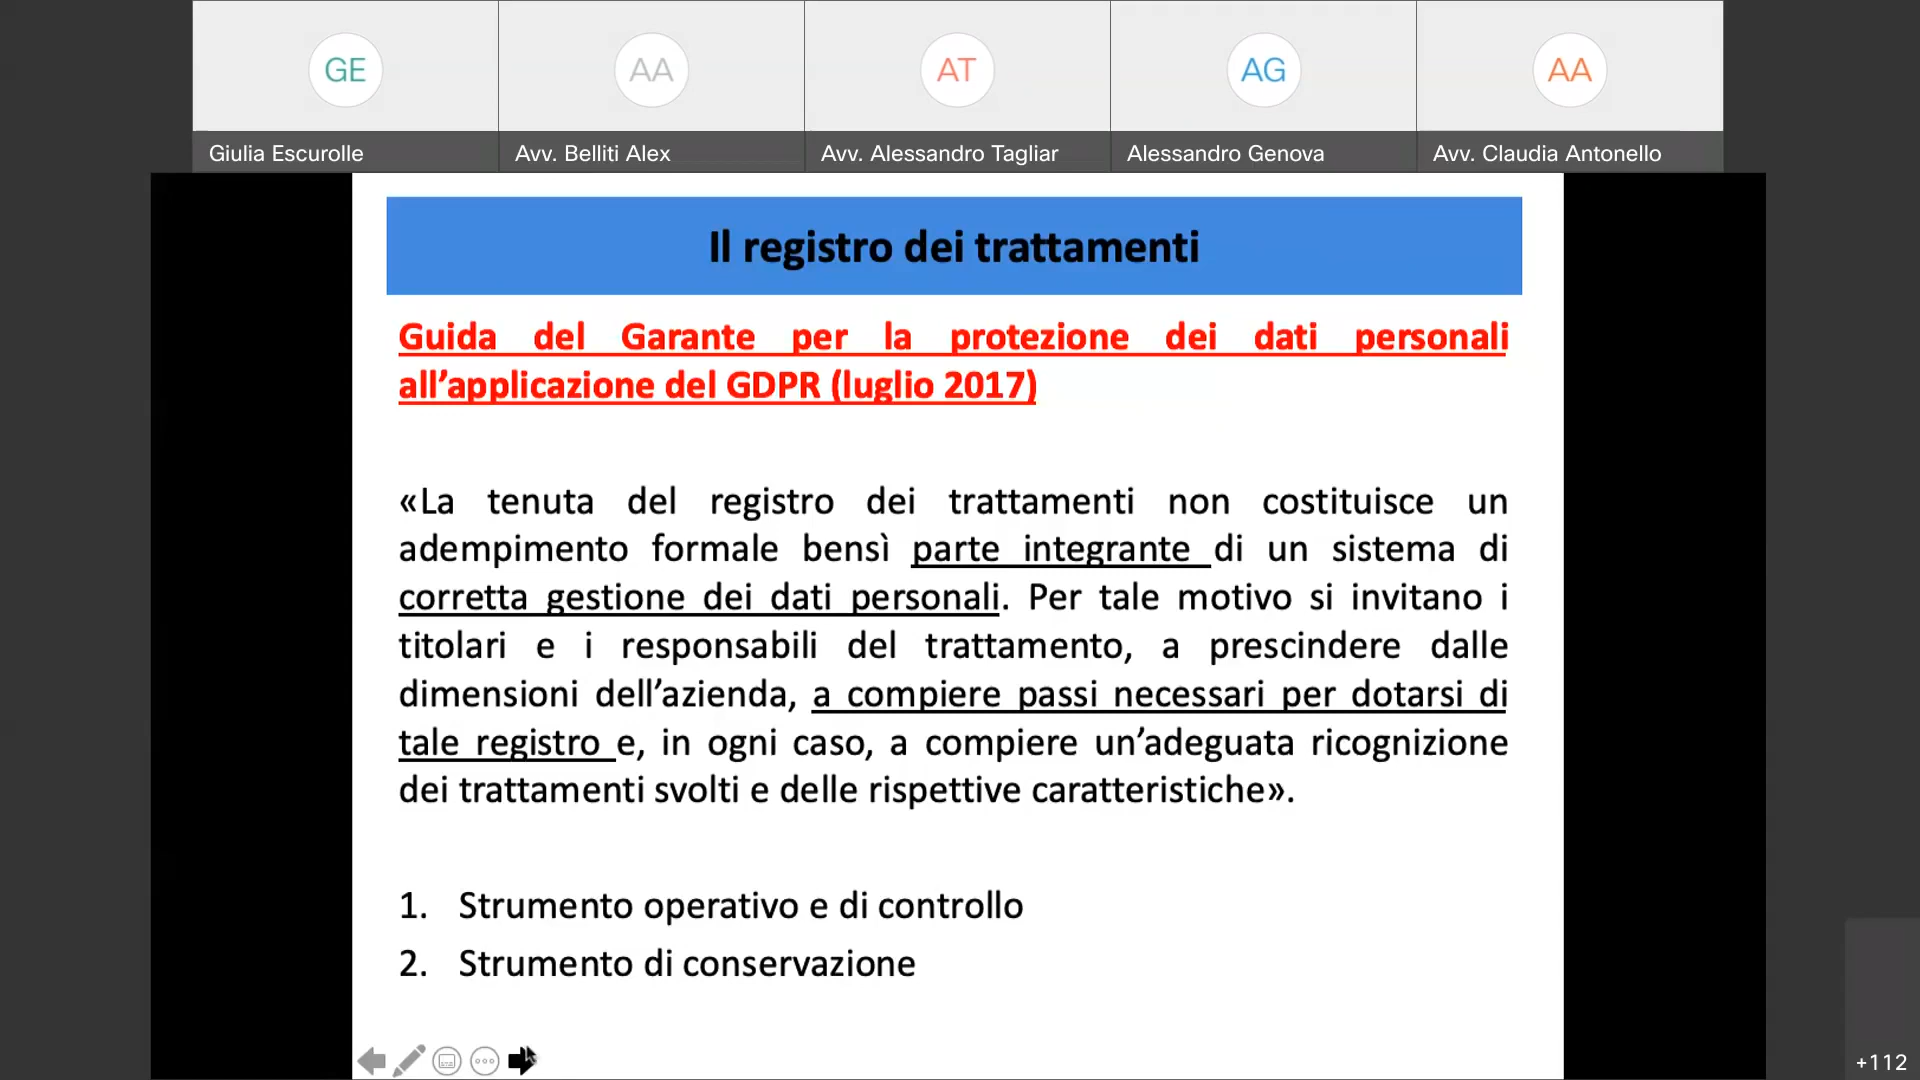 GE
AA
AT
AG
AA
Giulia Escurolle
Avv. Belliti Alex
Avv. Alessandro Tagliar
Alessandro Genova
Avv. Claudia Antonello
Il registro dei trattamenti
Guida del Garante per la protezione dei dati personali
all’applicazione del GDPR (luglio 2017)
«La tenuta del registro dei trattamenti non costituisce un
adempimento formale bensì parte integrante di un sistema di
corretta gestione dei dati personali. Per tale motivo si invitano i
titolari e i responsabili del trattamento, a prescindere dalle
dimensioni dell’azienda, a compiere passi necessari per dotarsi di
tale registro e, in ogni caso, a compiere un’adeguata ricognizione
dei trattamenti svolti e delle rispettive caratteristiche».
1. Strumento operativo e di controllo
2. Strumento di conservazione
+112